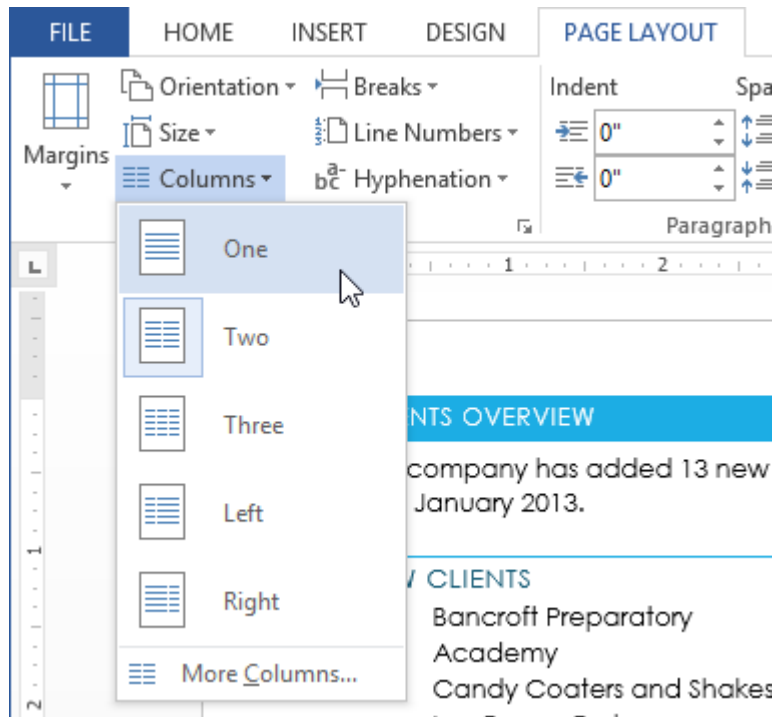 FILE HOME INSERT DESIGN PAGE LAYOUT
Orientation Breaks Indent
Size Line Numbers 0"
Margins
Columns Hyphenation 0"
One
1 2
Two
Three
NTS OVERVIEW
company has added 13 new
January 2013.
Left
1
CLIENTS
Right
Bancroft Preparatory
Academy
More Columns...
Candy Coaters and Shakes
2